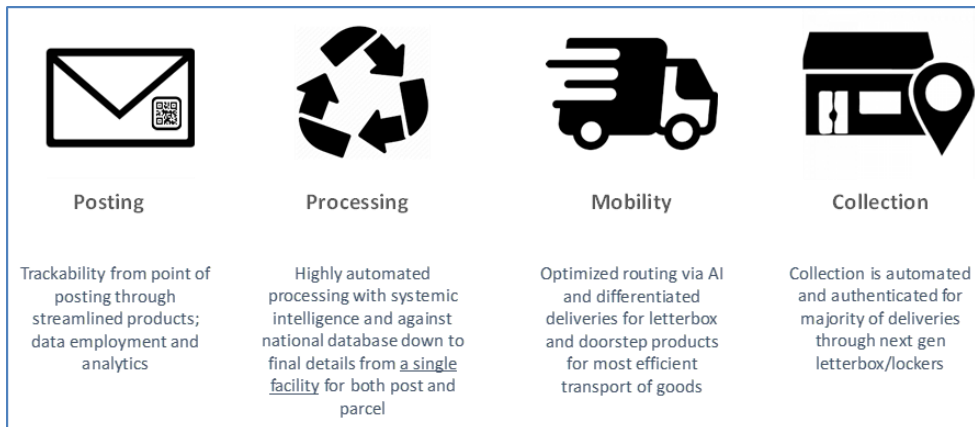 Posting
Trackability from point of
posting through
streamlined products;
data employment and
analytics
Processing
Highly automated
processing with systemic
intelligence and against
national database down to
final details from a single
facility for both post and
parcel
Mobility
Optimized routing via AI
and differentiated
deliveries for letterbox
and doorstep products
for most efficient
transport of goods
Collection
Collection is automated
and authenticated for
majority of deliveries
through next gen
letterbox/lockers